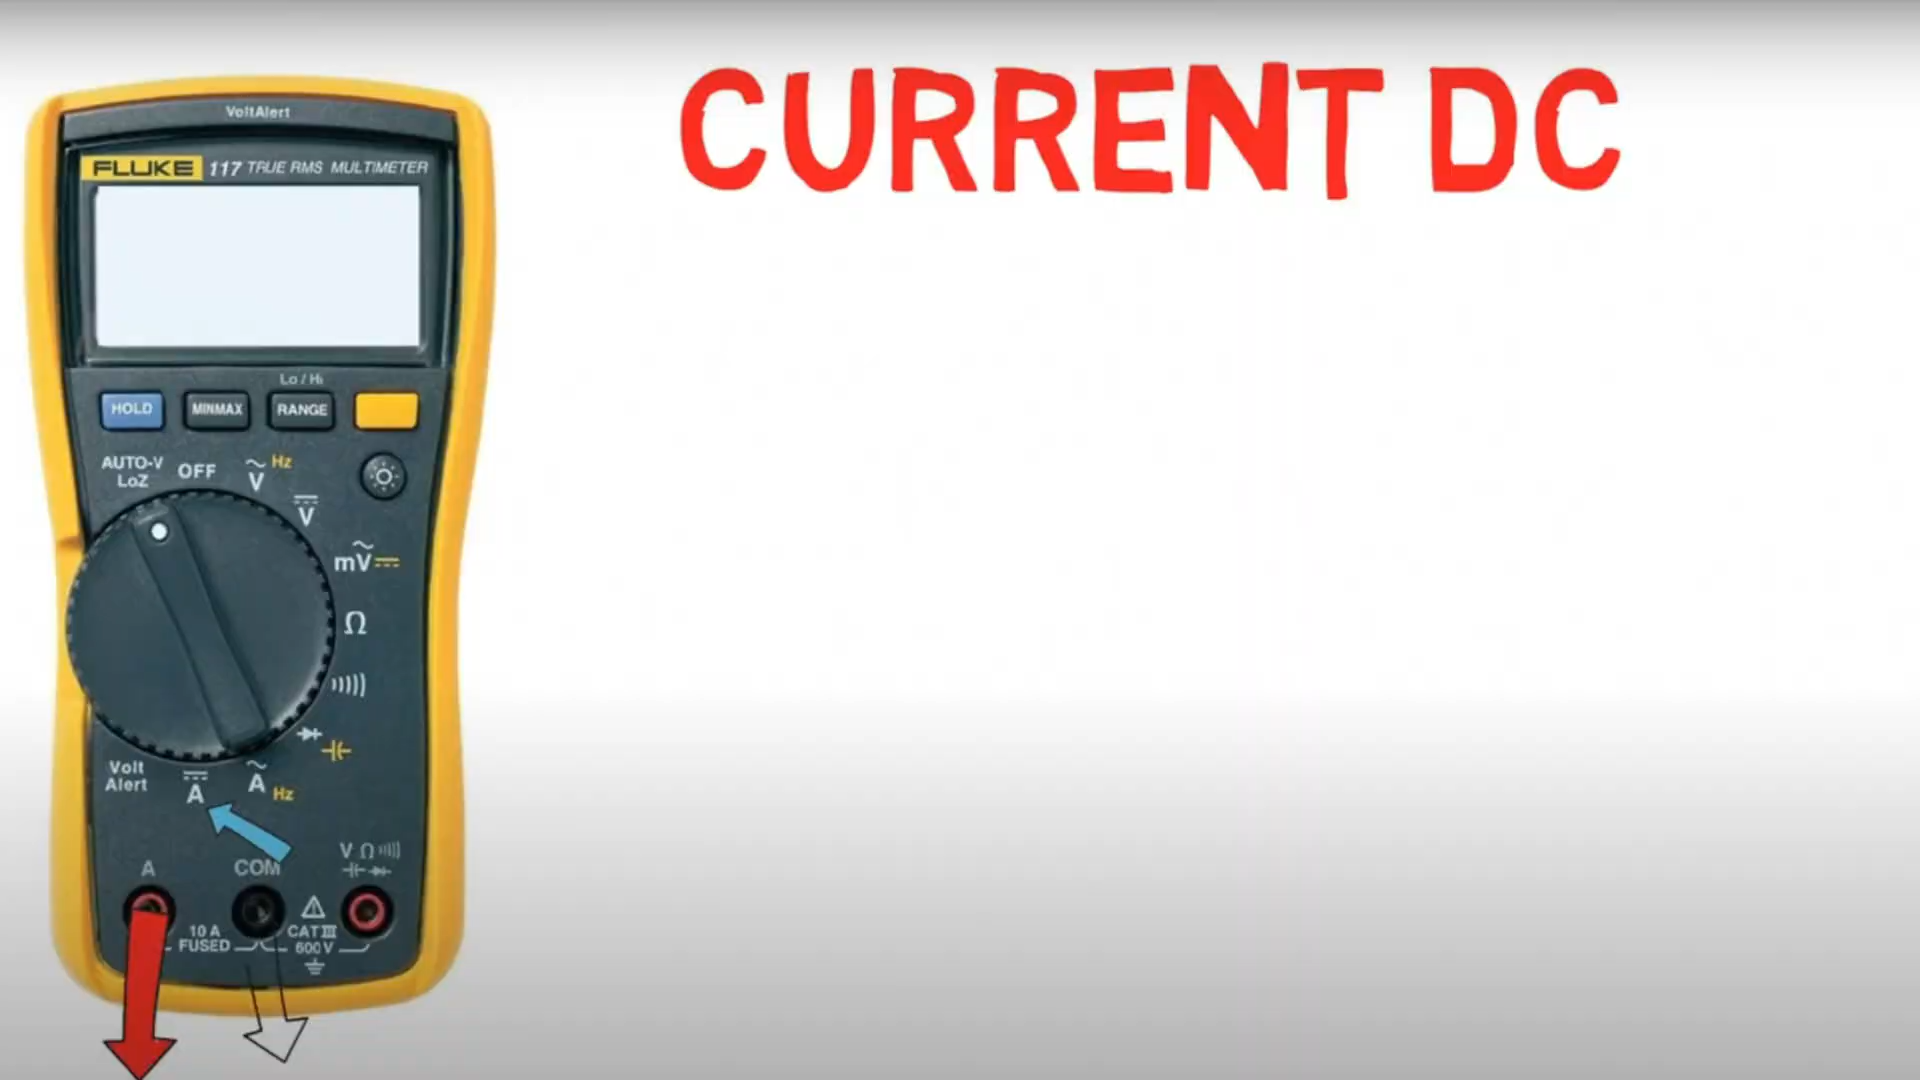 CURRENT DC
VoltAlert
FLUKE 117 TRUE RMS MULTIMETER
Lo / Hi
HOLD MINMAX RANGE
AUTO-V
LoZ
OFF
V Hz
V
mV
Ω
Volt
Alert
A
A Hz
A
COM
V Ω
10 A
FUSED
CAT III
600 V